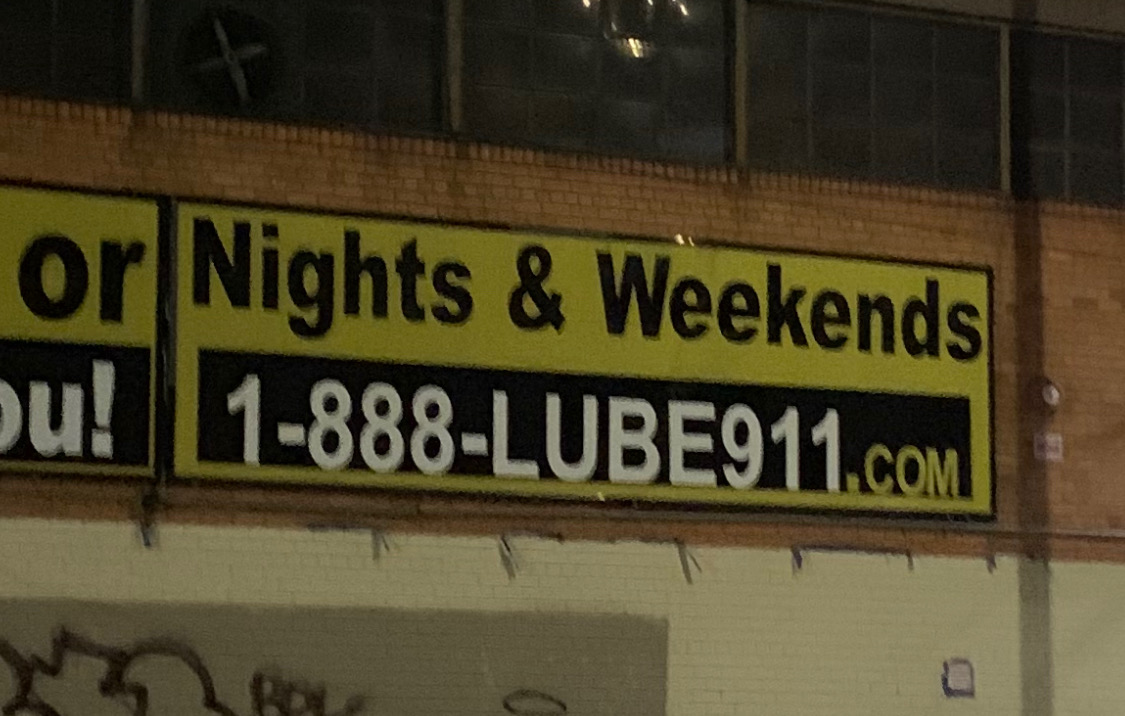 or
ou!
Nights & Weekends
1-888-LUBE911.COM